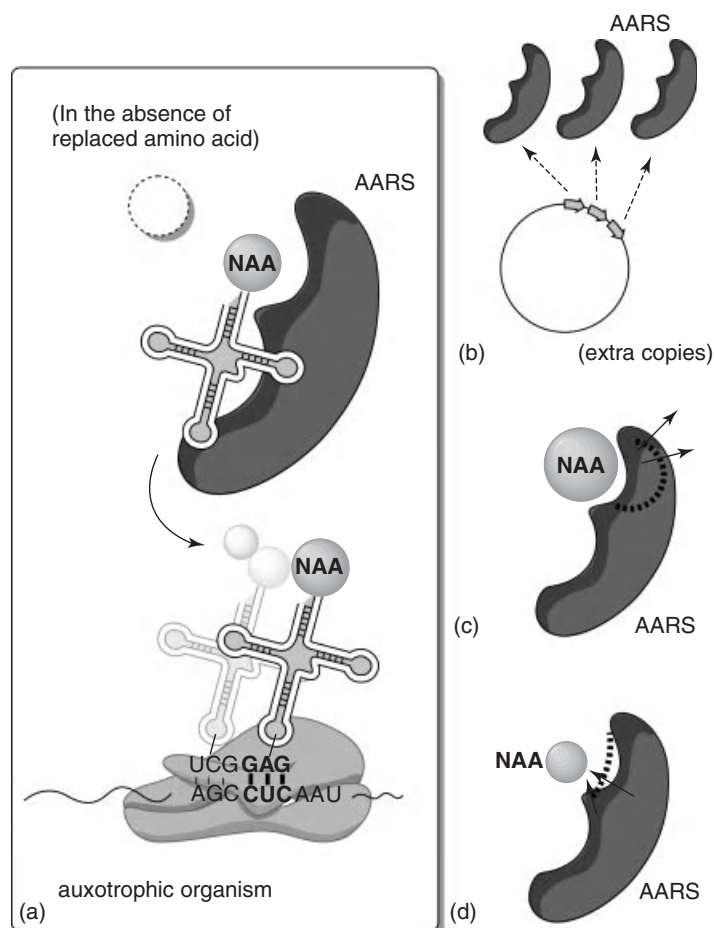 (In the absence of
replaced amino acid)
AARS
NAA
NAA
UCG GAG
AGC CUC AAU
auxotrophic organism
(a)
AARS
(b) (extra copies)
NAA
(c)
AARS
NAA
AARS
(d)